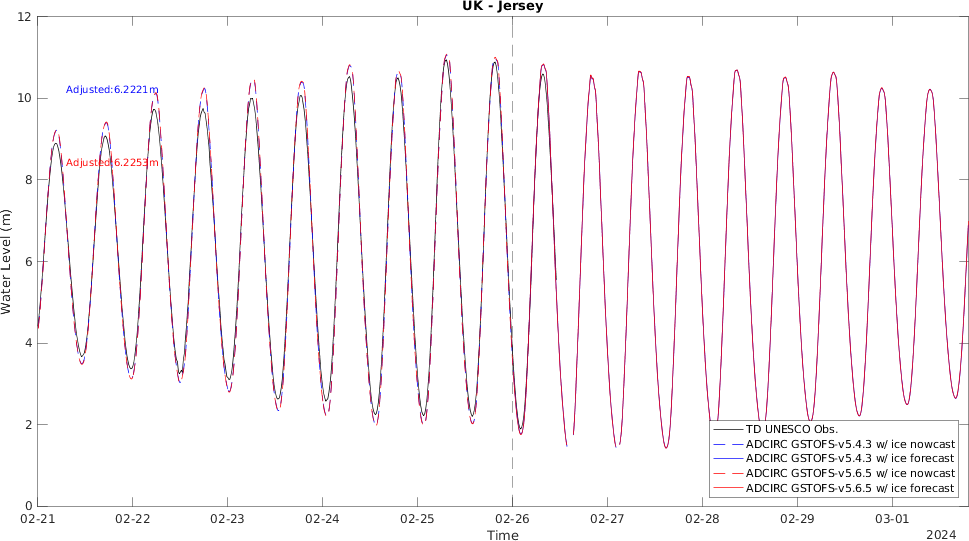 UK - Jersey
12
10
8
6
4
2
0
Water Level (m)
Adjusted:6.2221m
Adjusted:6.2253m
TD UNESCO Obs.
ADCIRC GSTOFS-v5.4.3 w/ ice nowcast
ADCIRC GSTOFS-v5.4.3 w/ ice forecast
ADCIRC GSTOFS-v5.6.5 w/ ice nowcast
ADCIRC GSTOFS-v5.6.5 w/ ice forecast
02-21 02-22 02-23 02-24 02-25 02-26 02-27 02-28 02-29 03-01
Time
2024